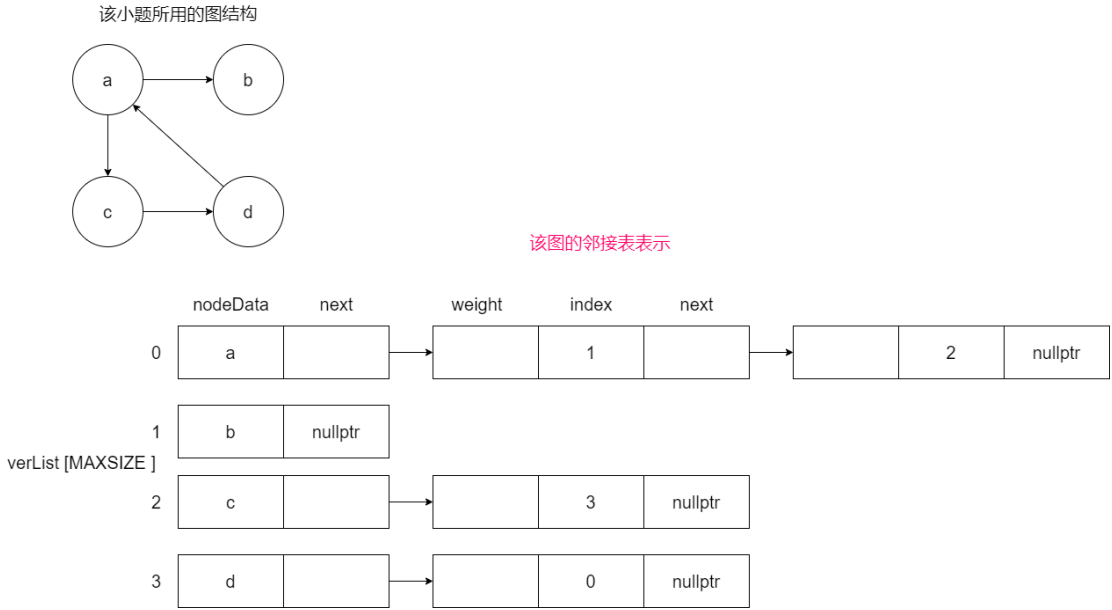 该小题所用的图结构
a b
c d
该图的邻接表表示
nodeData next weight index next
0 a 1 2 nullptr
1 b nullptr
verList [MAXSIZE ]
2 c 3 nullptr
3 d 0 nullptr